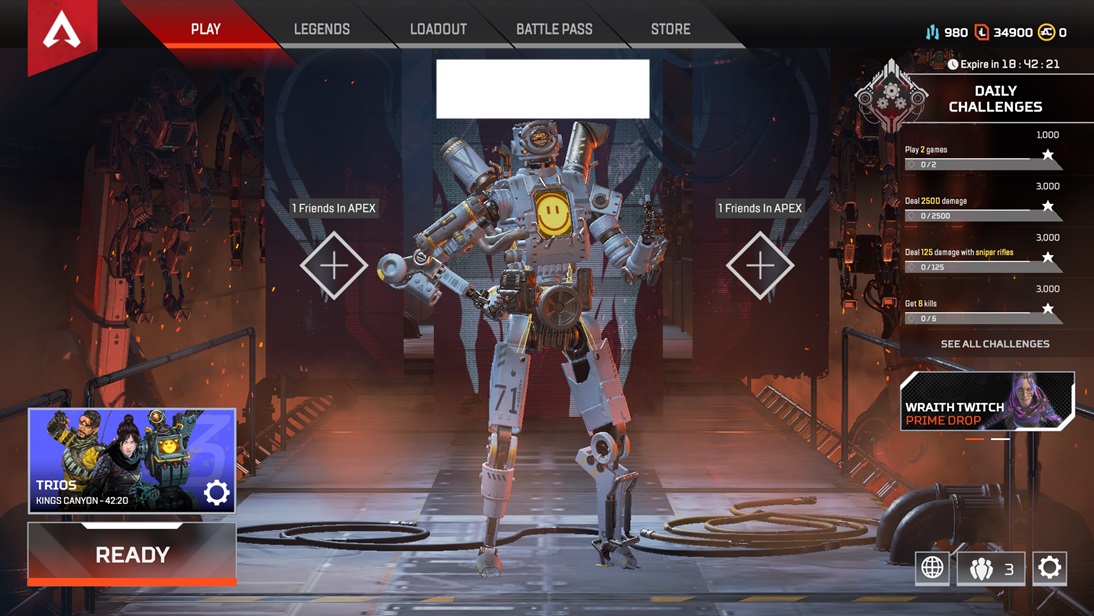 PLAY
LEGENDS
LOADOUT
BATTLE PASS
STORE
980
34900
0
Expire in 18 : 42 : 21
DAILY
CHALLENGES
1,000
Play 2 games
0 / 2
3,000
Deal 2500 damage
0 / 2500
3,000
Deal 125 damage with sniper rifles
0 / 125
3,000
Get 6 kills
0 / 6
SEE ALL CHALLENGES
1 Friends In APEX
1 Friends In APEX
71
WRAITH TWITCH
PRIME DROP
3
TRIOS
KINGS CANYON - 42:20
READY
3